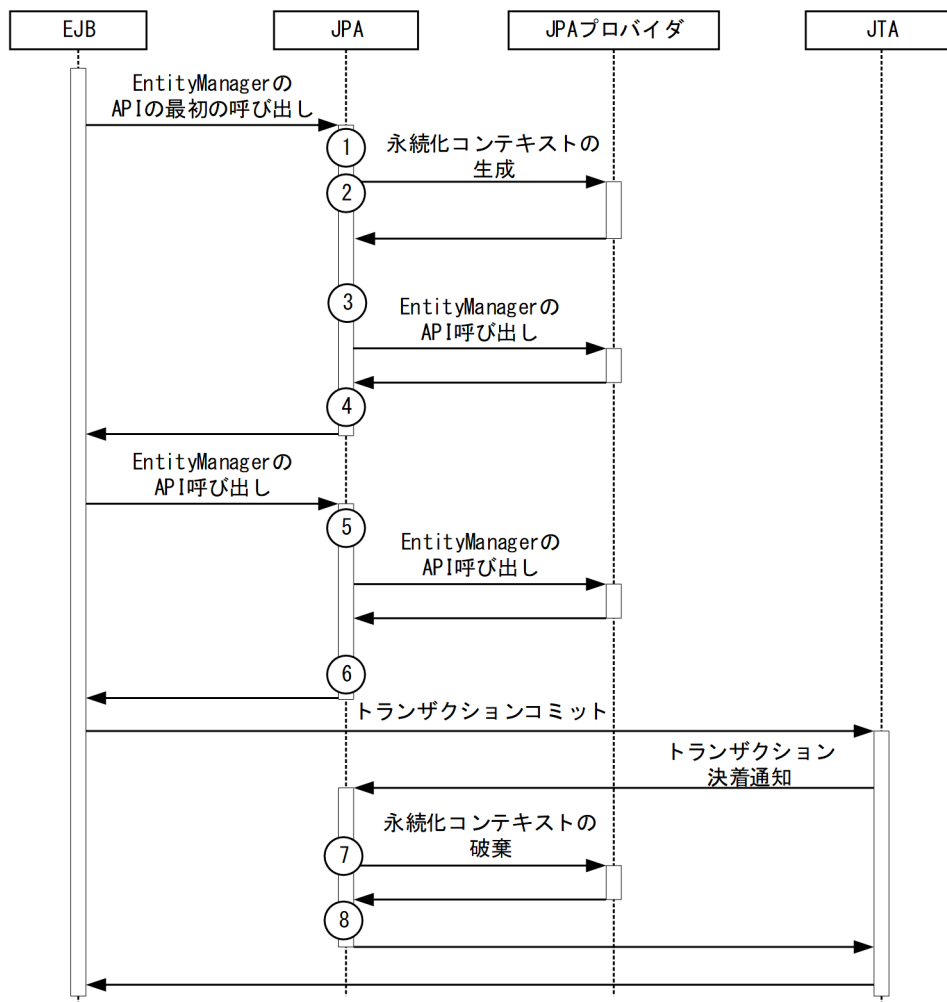 EJB
JPA
JPAプロバイダ
JTA
EntityManagerの
APIの最初の呼び出し
1
永続化コンテキストの
生成
2
3
EntityManagerの
API呼び出し
4
EntityManagerの
API呼び出し
5
EntityManagerの
API呼び出し
6
トランザクションコミット
トランザクション
決着通知
永続化コンテキストの
破棄
7
8